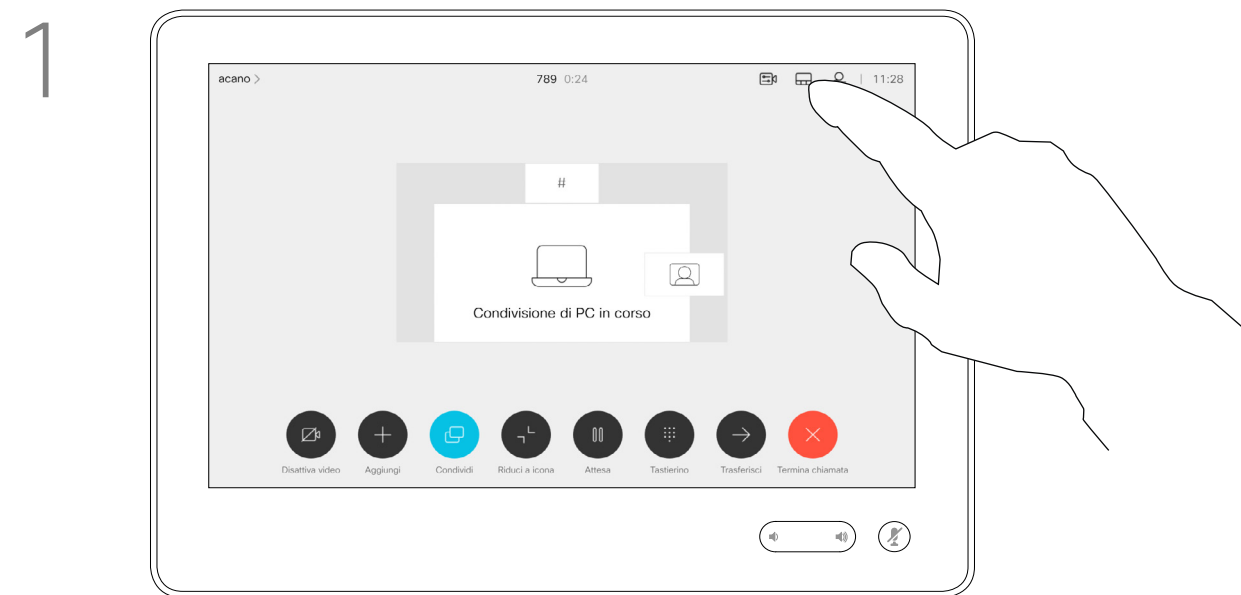 1
acano >
789 0:24
11:28
#
Condivisione di PC in corso
Disattiva video
Aggiungi
Condividi
Riduci a icona
Attesa
Tastierino
Trasferisci
Termina chiamata